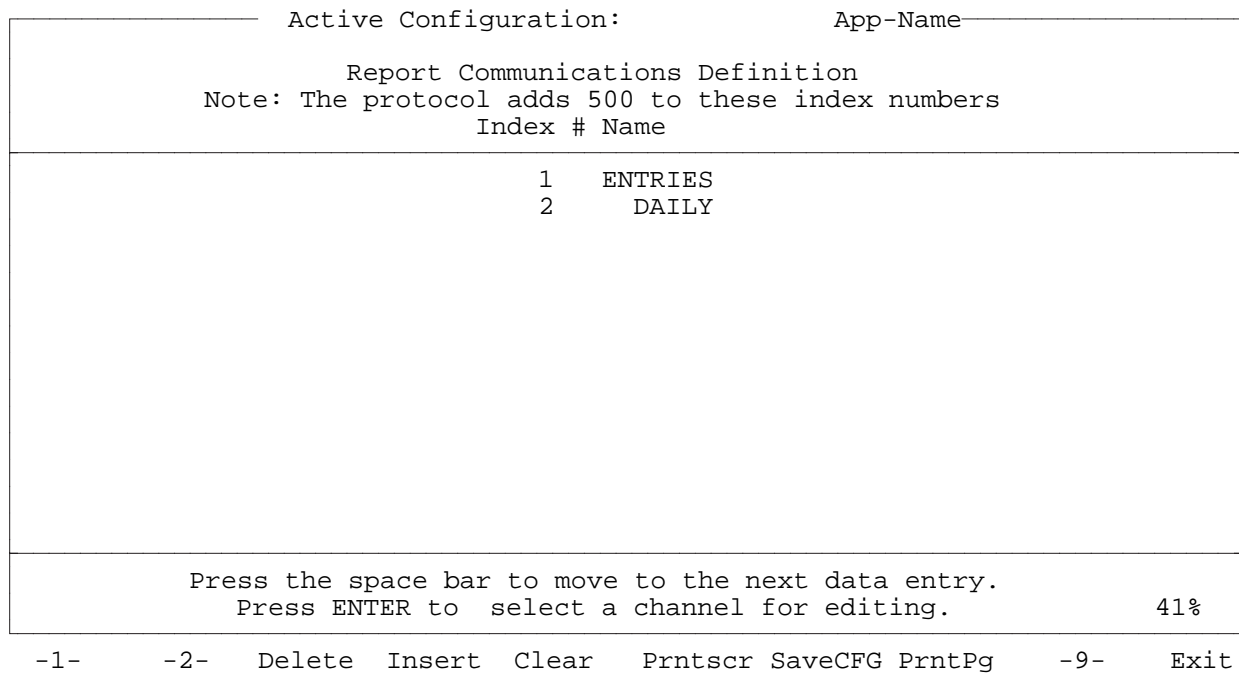 Active Configuration: App-Name
Report Communications Definition
Note: The protocol adds 500 to these index numbers
Index # Name
1 ENTRIES
2 DAILY
Press the space bar to move to the next data entry.
Press ENTER to select a channel for editing. 41%
-1- -2- Delete Insert Clear Prntscr SaveCFG PrntPg -9- Exit